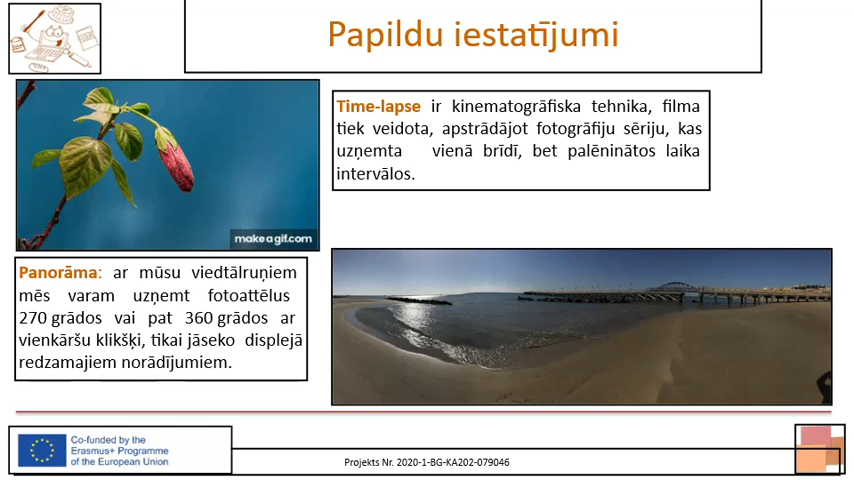 Papildu iestatījumi
Time-lapse ir kinematogrāfiska tehnika, filma
tiek veidota, apstrādājot fotogrāfiju sēriju, kas
uzņemta vienā brīdī, bet palēninātos laika
intervālos.
makeagif.com
Panorāma: ar mūsu viedtālruņiem
mēs varam uzņemt fotoattēlus
270 grādos vai pat 360 grādos ar
vienkāršu klikšķi, tikai jāseko displejā
redzamajiem norādījumiem.
Co-funded by the
Erasmus+ Programme
of the European Union
Projekts Nr. 2020-1-BG-KA202-079046